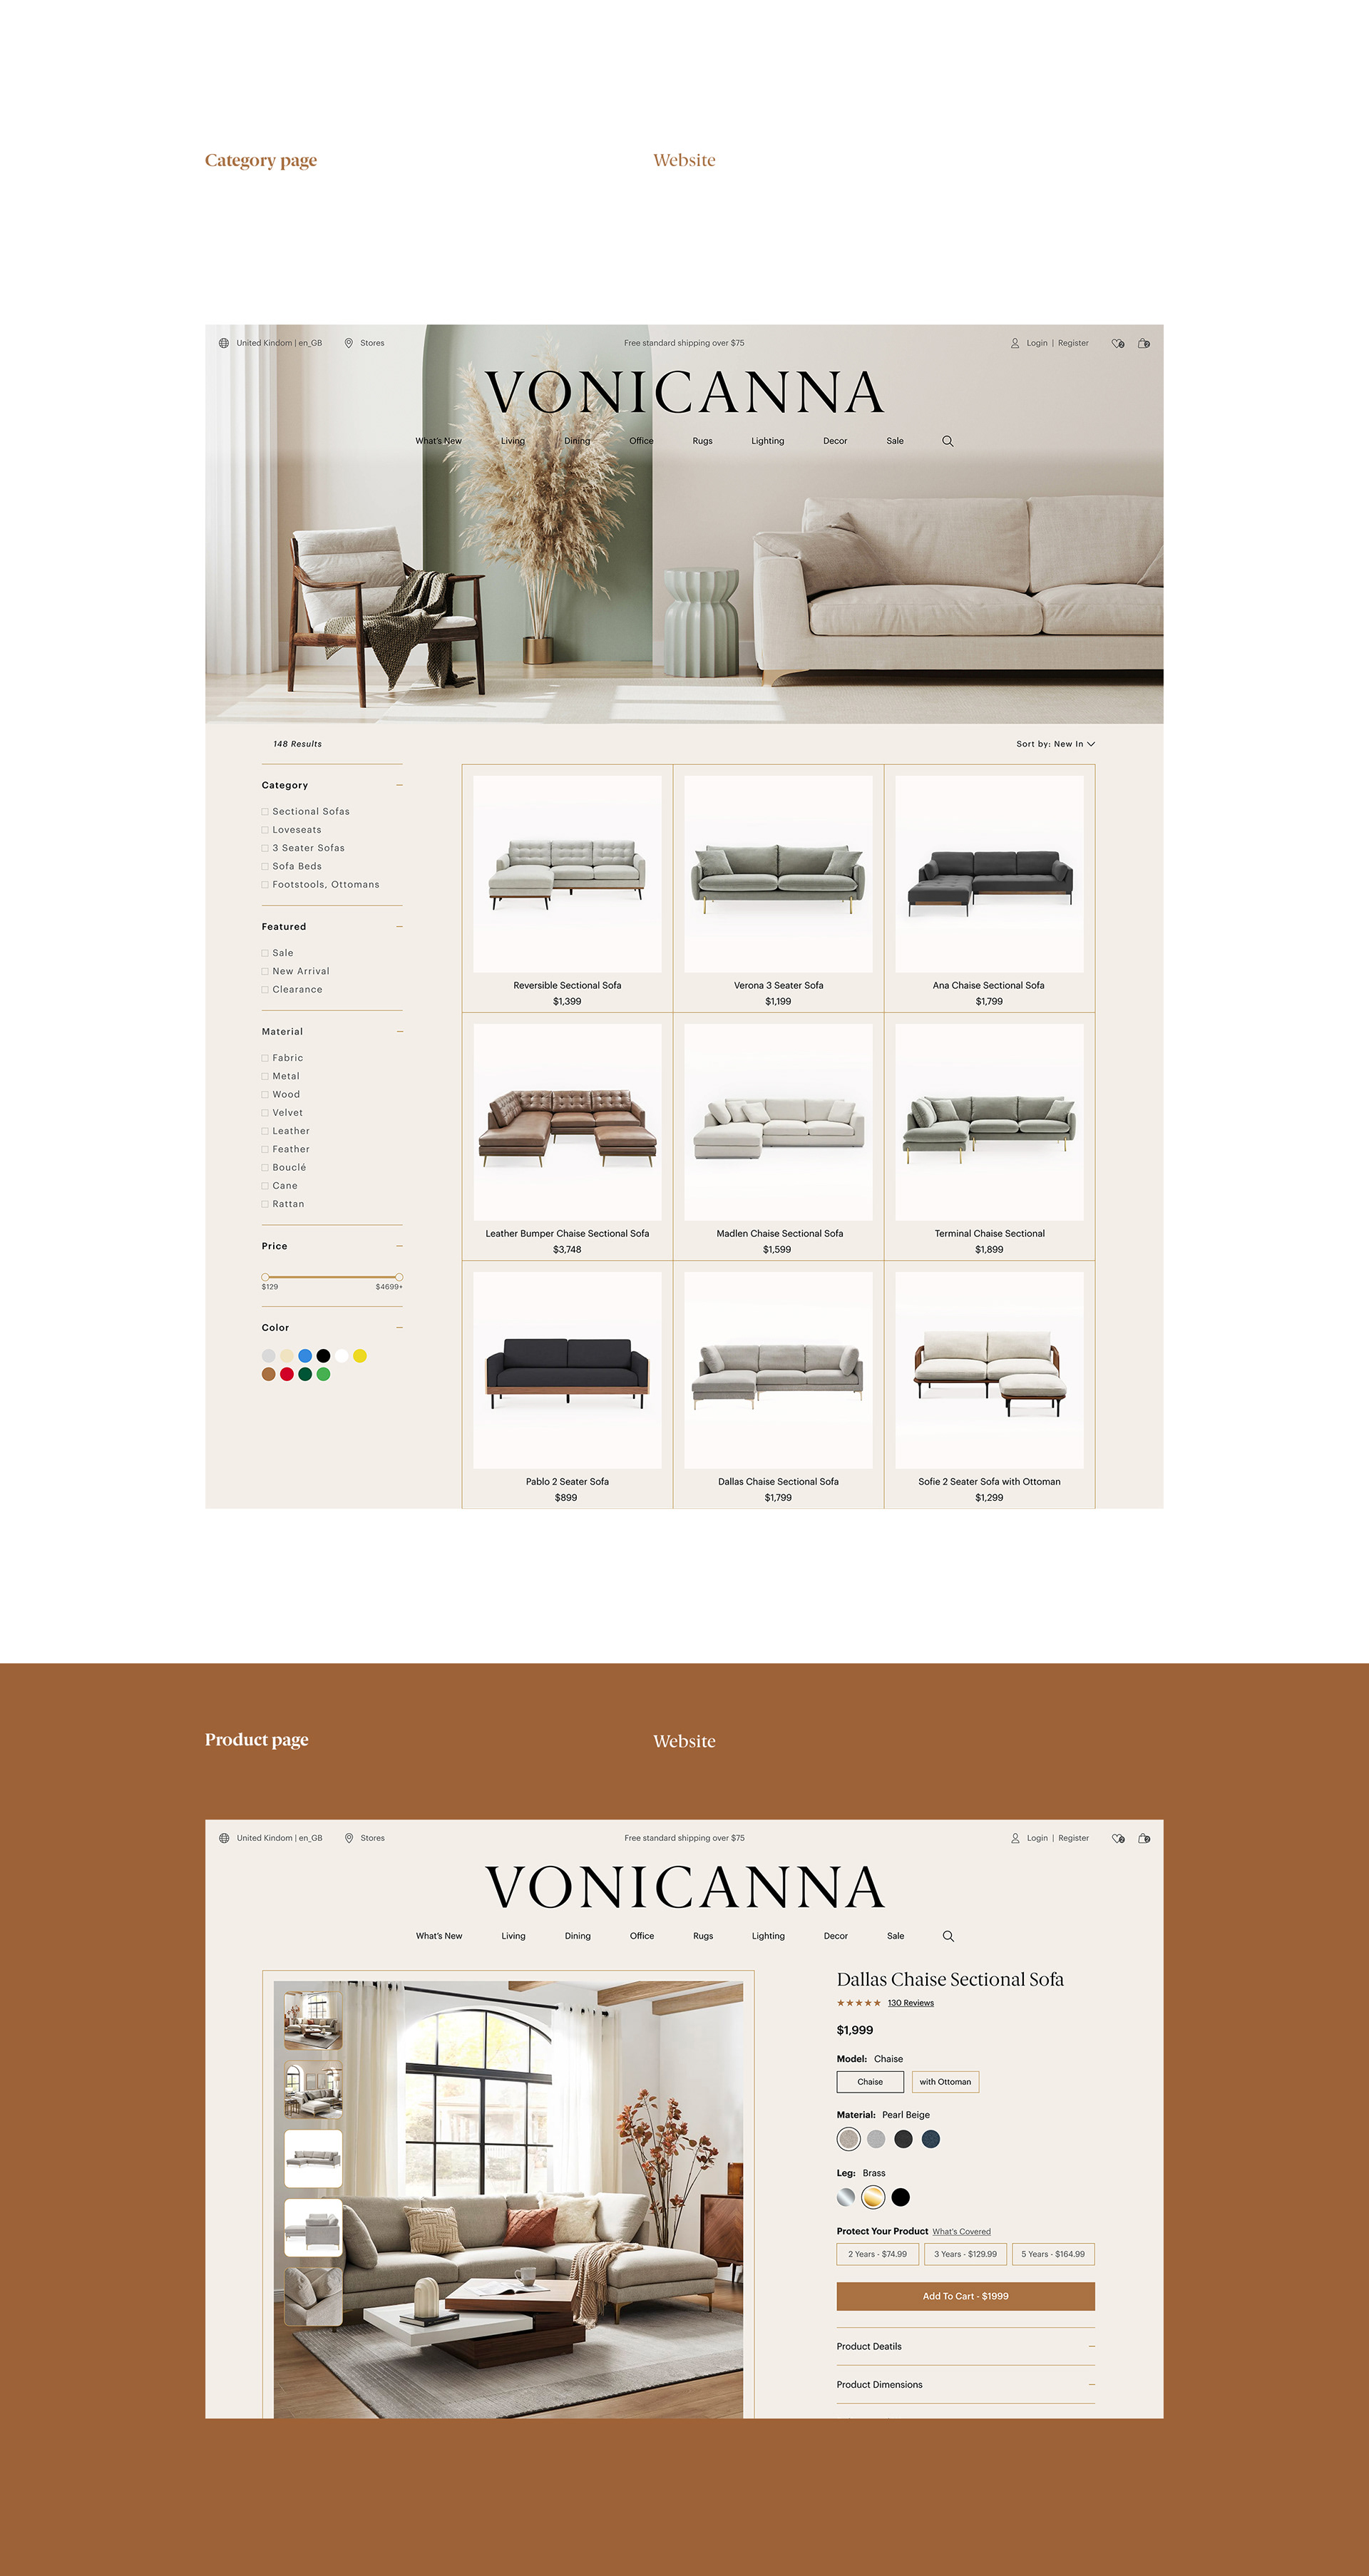 Category page
Website
United Kindom | en_GB
Stores
Free standard shipping over $75
Login | Register
VONICANNA
What's New Living Dining Office Rugs Lighting Decor Sale
148 Results
Sort by: New In
Category
Sectional Sofas
Loveseats
3 Seater Sofas
Sofa Beds
Footstools, Ottomans
Featured
Sale
New Arrival
Clearance
Material
Fabric
Metal
Wood
Velvet
Leather
Feather
Bouclé
Cane
Rattan
Price
$129 $4699+
Color
Reversible Sectional Sofa
$1,399
Verona 3 Seater Sofa
$1,199
Ana Chaise Sectional Sofa
$1,799
Leather Bumper Chaise Sectional Sofa
$3,748
Madlen Chaise Sectional Sofa
$1,599
Terminal Chaise Sectional
$1,899
Pablo 2 Seater Sofa
$899
Dallas Chaise Sectional Sofa
$1,799
Sofie 2 Seater Sofa with Ottoman
$1,299
Product page
Website
United Kindom | en_GB
Stores
Free standard shipping over $75
Login | Register
VONICANNA
What's New Living Dining Office Rugs Lighting Decor Sale
Dallas Chaise Sectional Sofa
130 Reviews
$1,999
Model: Chaise
Chaise
with Ottoman
Material: Pearl Beige
Leg: Brass
Protect Your Product What's Covered
2 Years - $74.99
3 Years - $129.99
5 Years - $164.99
Add To Cart - $1999
Product Deatils
Product Dimensions